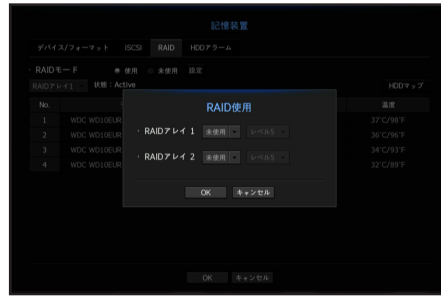 記憶装置
デバイス/フォーマット iSCSI RAID HDDアラーム
RAIDモード 使用 未使用 設定
RAIDアレイ1 状態 : Active HDDマップ
No. 温度
RAID使用
1 WDC WD10EUR 37°C/98°F
2 WDC WD10EUR 36°C/96°F
RAIDアレイ 1 未使用 レベル5
3 WDC WD10EUR 34°C/93°F
RAIDアレイ 2 未使用 レベル5
4 WDC WD10EUR 32°C/89°F
OK キャンセル
OK キャンセル